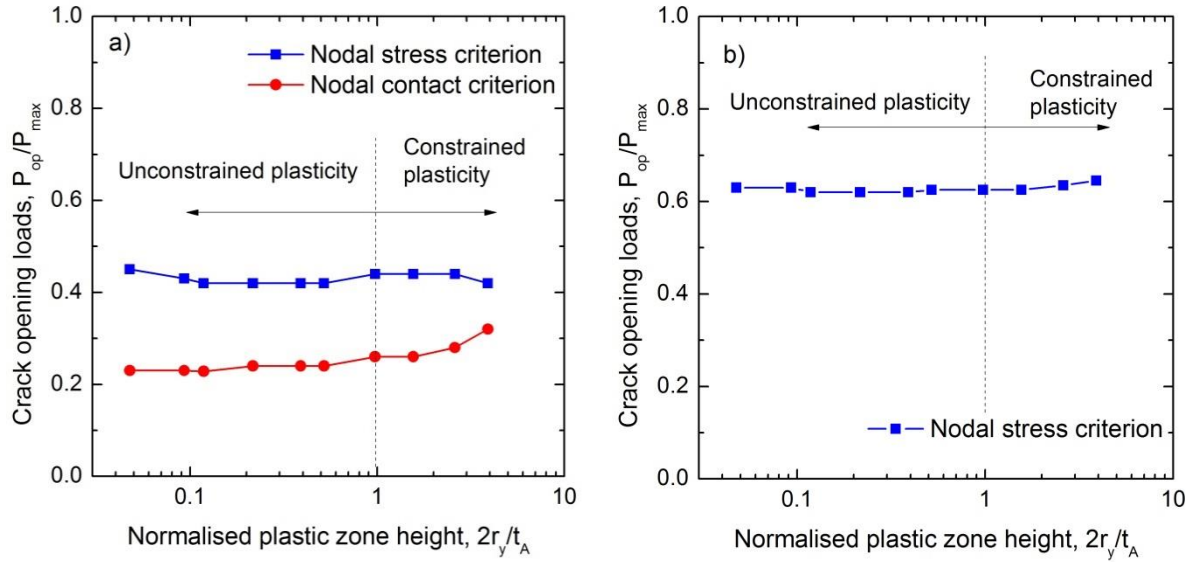 a)
Nodal stress criterion
Nodal contact criterion
Unconstrained plasticity
Constrained
plasticity
Crack opening loads, P_op/P_max
1.0
0.8
0.6
0.4
0.2
0.0
0.1
1
10
Normalised plastic zone height, 2r_y/t_A
b)
Unconstrained plasticity
Constrained
plasticity
Nodal stress criterion
Crack opening loads, P_op/P_max
1.0
0.8
0.6
0.4
0.2
0.0
0.1
1
10
Normalised plastic zone height, 2r_y/t_A